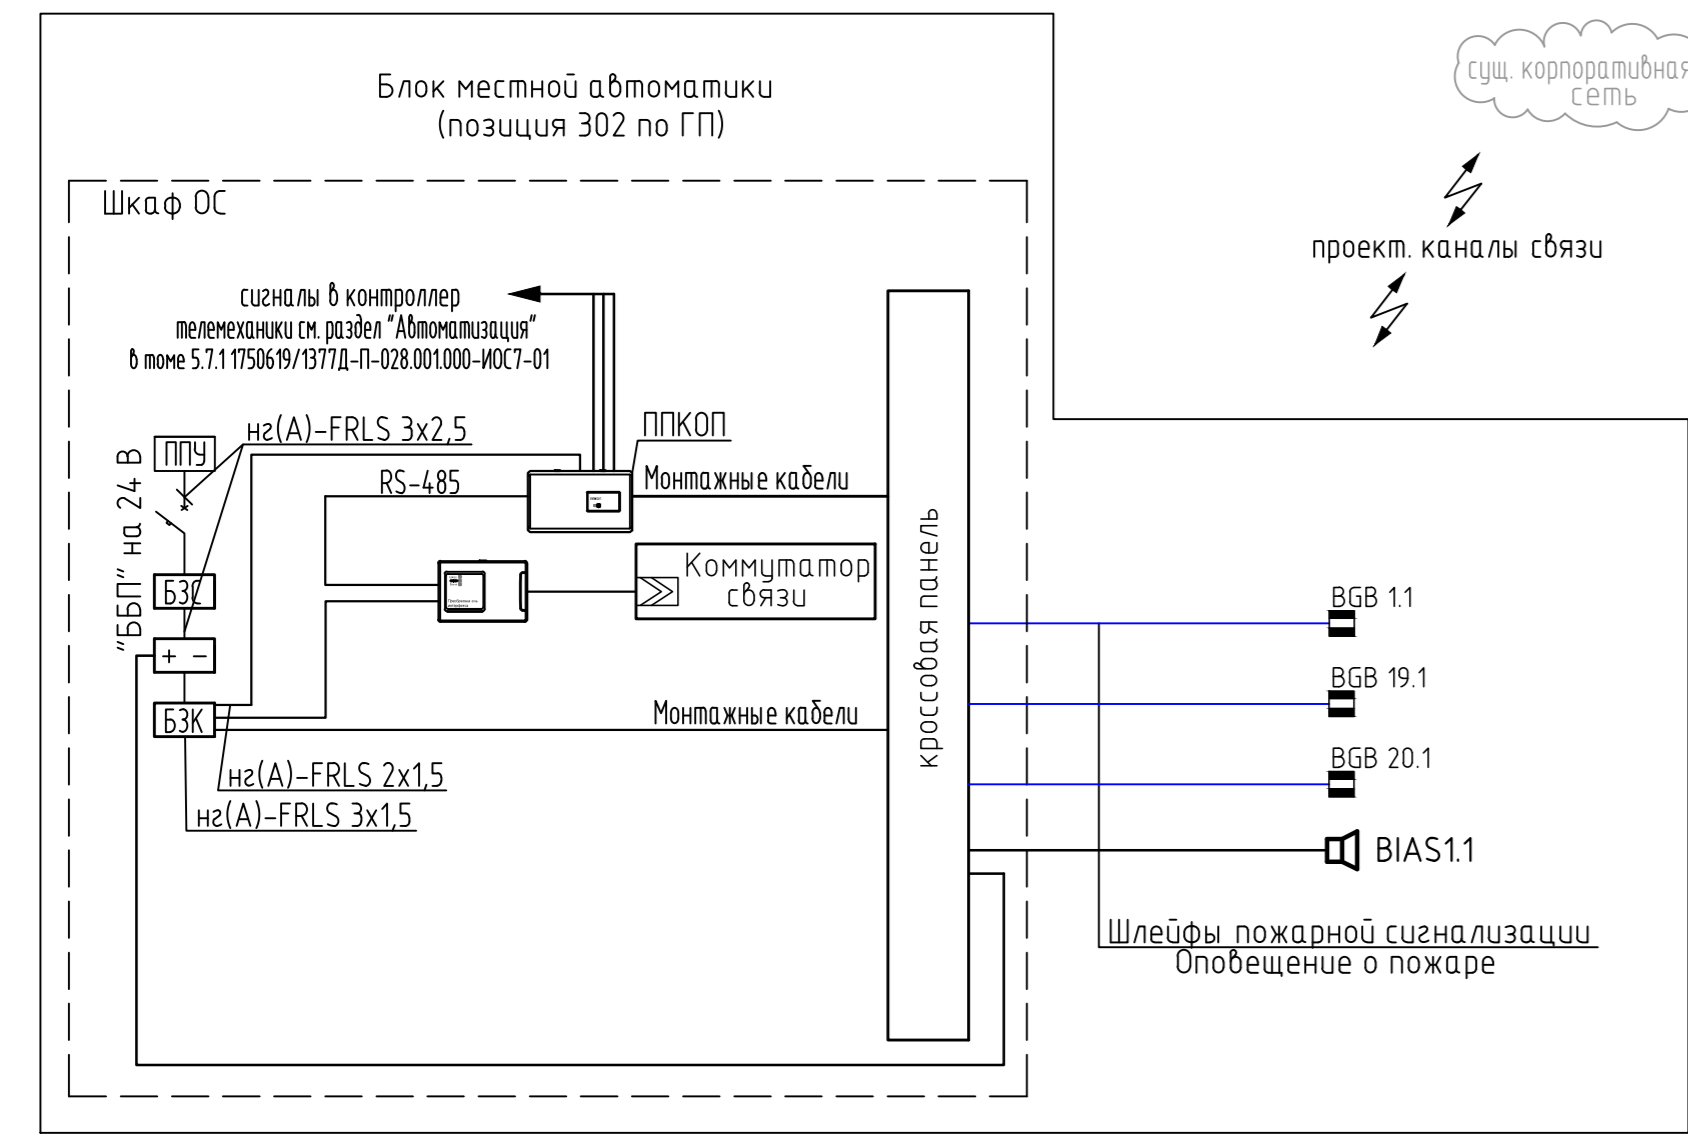 Блок местной автоматики
(позиция 302 по ГП)
сущ. корпоративная
сеть
проект. каналы связи
Шкаф ОС
сигналы в контроллер
телемеханики см. раздел "Автоматизация"
в томе 5.7.1 1750619/1377Д-П-028.001.000-ИОС7-01
нг(А)-FRLS 3х2,5
ППКОП
ППУ
"ББП" на 24 В
RS-485
Монтажные кабели
Коммутатор
связи
БЗС
+ -
БЗК
Монтажные кабели
нг(А)-FRLS 2х1,5
нг(А)-FRLS 3х1,5
кроссовая панель
BGB 1.1
BGB 19.1
BGB 20.1
BIAS1.1
Шлейфы пожарной сигнализации
Оповещение о пожаре